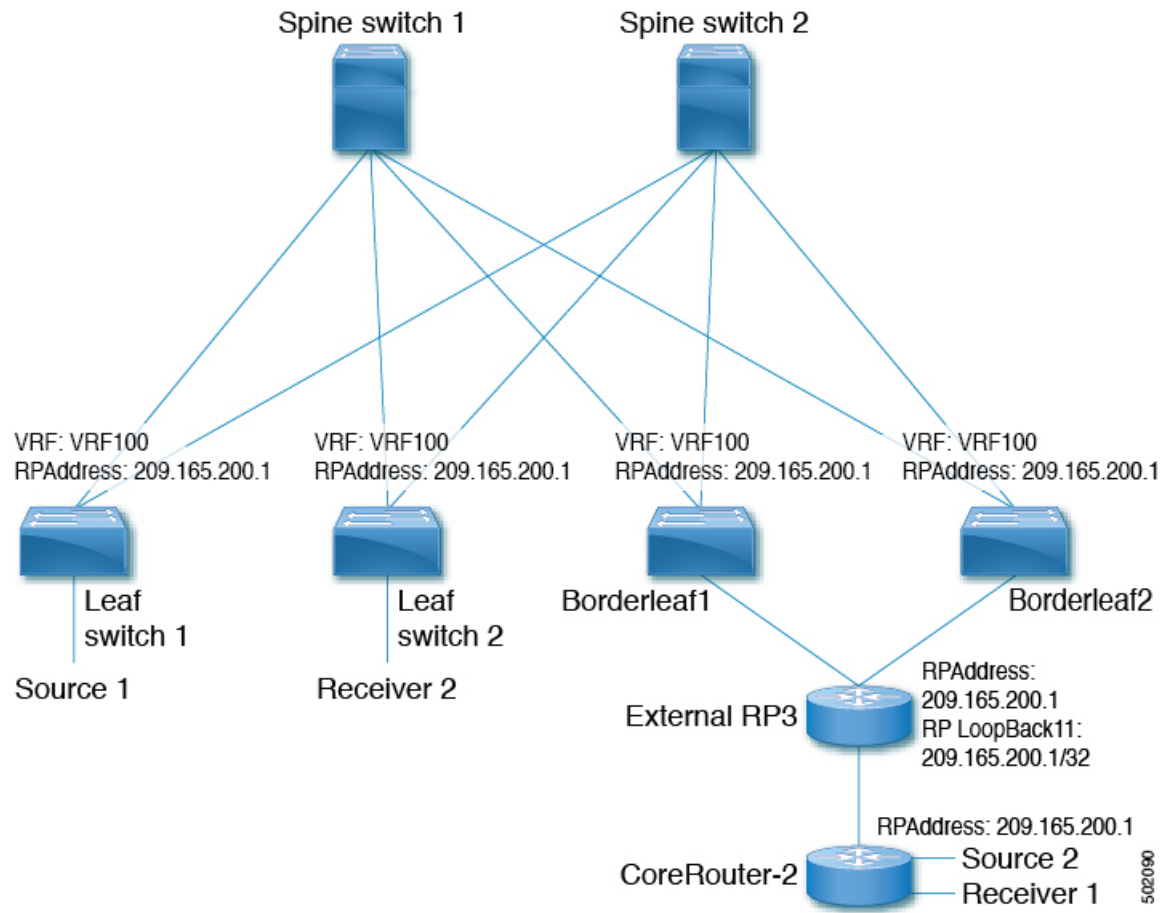 Spine switch 1
Spine switch 2
VRF: VRF100
RPAddress: 209.165.200.1
VRF: VRF100
RPAddress: 209.165.200.1
VRF: VRF100
RPAddress: 209.165.200.1
VRF: VRF100
RPAddress: 209.165.200.1
Leaf
switch 1
Leaf
switch 2
Borderleaf1
Borderleaf2
Source 1
Receiver 2
External RP3
RPAddress:
209.165.200.1
RP LoopBack11:
209.165.200.1/32
RPAddress: 209.165.200.1
CoreRouter-2
Source 2
Receiver 1
502090